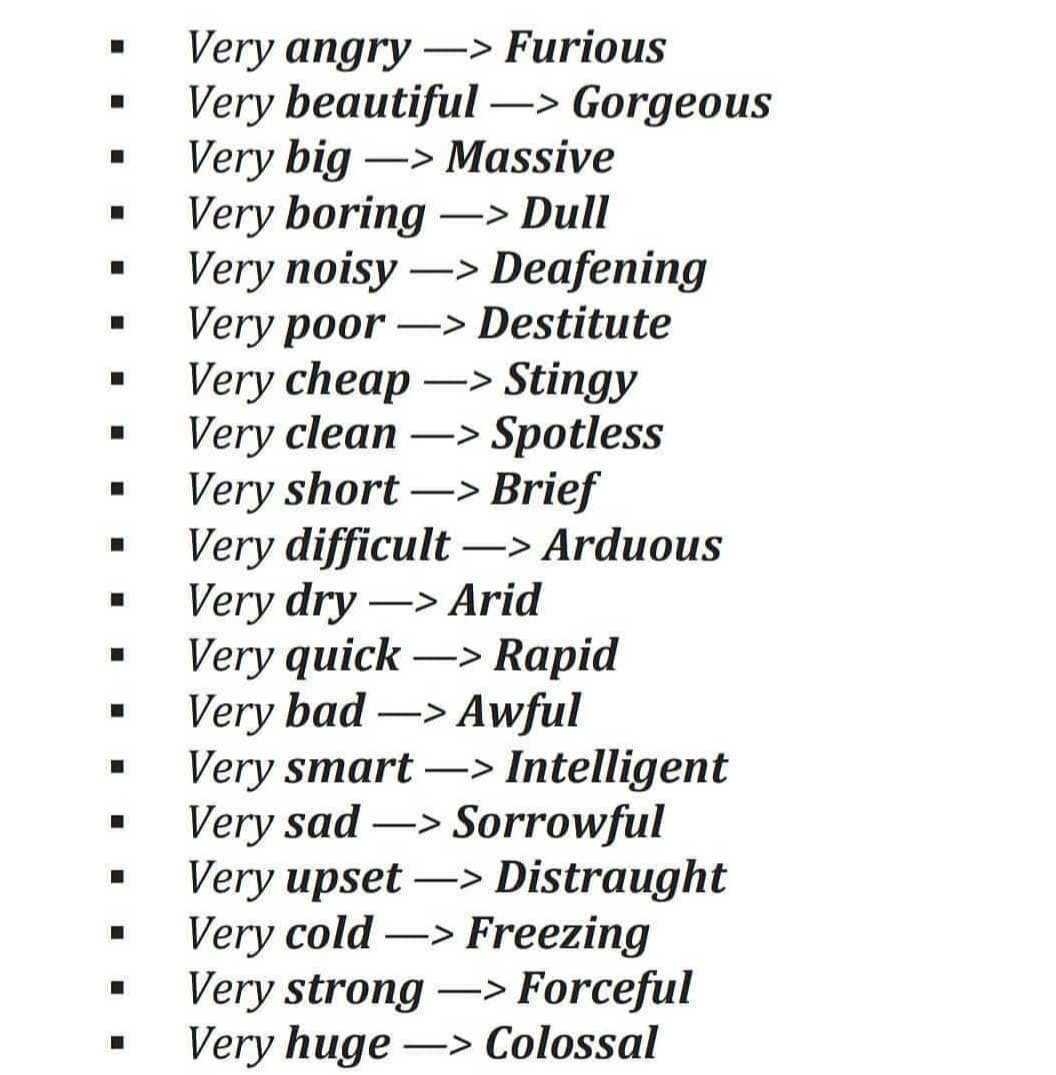 ▪ Very angry —> Furious
▪ Very beautiful —> Gorgeous
▪ Very big —> Massive
▪ Very boring —> Dull
▪ Very noisy —> Deafening
▪ Very poor —> Destitute
▪ Very cheap —> Stingy
▪ Very clean —> Spotless
▪ Very short —> Brief
▪ Very difficult —> Arduous
▪ Very dry —> Arid
▪ Very quick —> Rapid
▪ Very bad —> Awful
▪ Very smart —> Intelligent
▪ Very sad —> Sorrowful
▪ Very upset —> Distraught
▪ Very cold —> Freezing
▪ Very strong —> Forceful
▪ Very huge —> Colossal